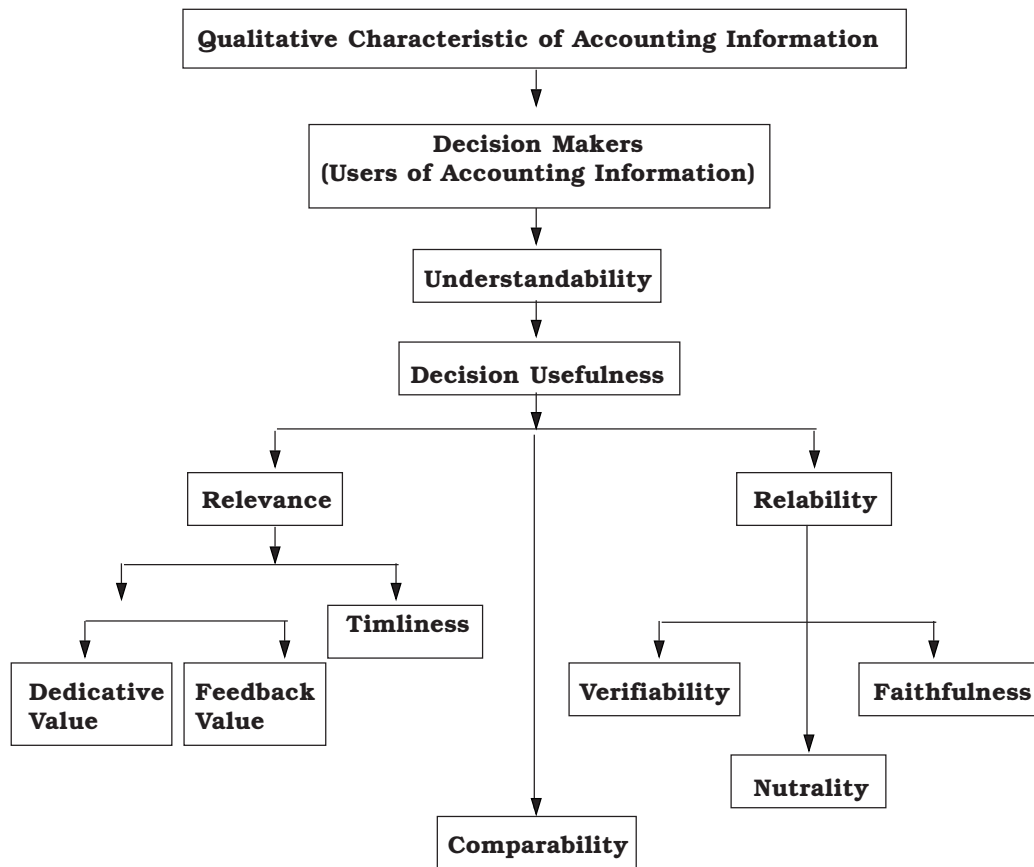 Qualitative Characteristic of Accounting Information
Decision Makers
(Users of Accounting Information)
Understandability
Decision Usefulness
Relevance
Relability
Timliness
Dedicative
Value
Feedback
Value
Verifiability
Faithfulness
Nutrality
Comparability